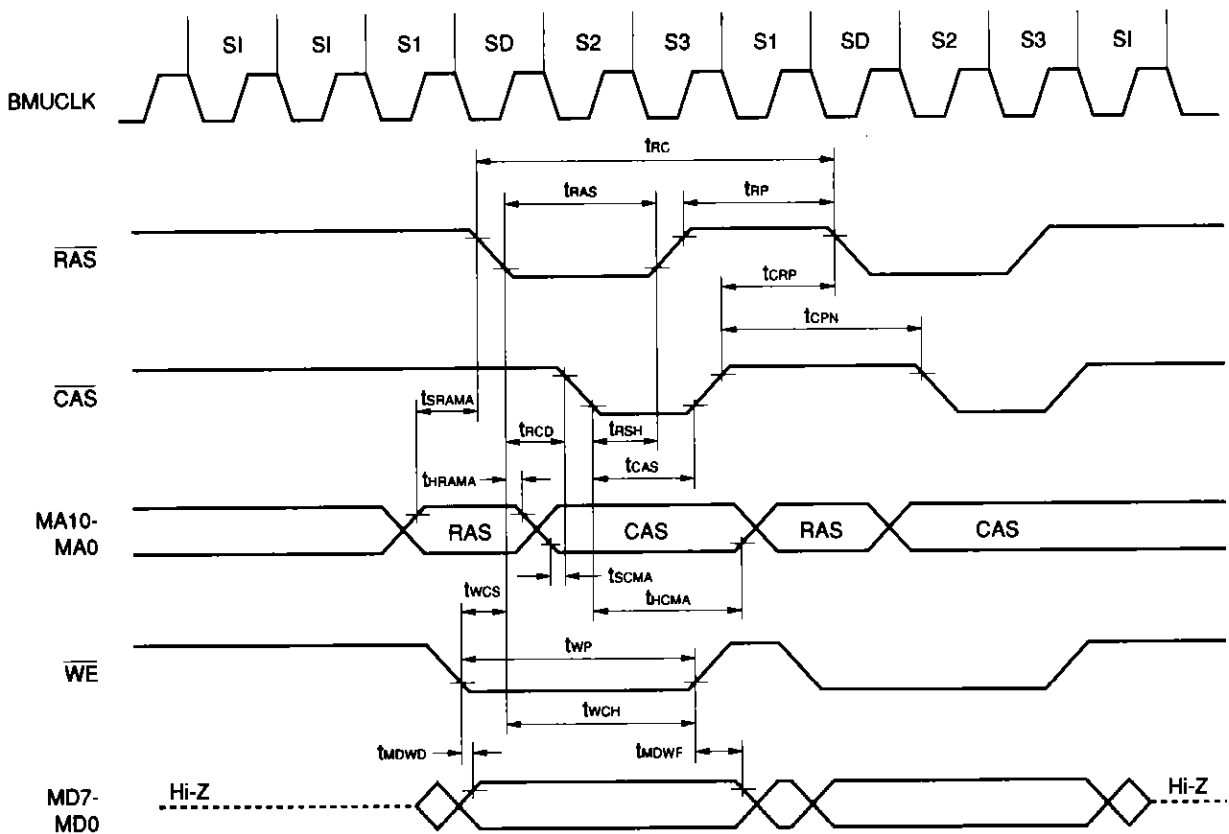 SI SI S1 SD S2 S3 S1 SD S2 S3 SI
BMUCLK
tRC
tRAS tRP
RAS
tCRP
tCPN
CAS
tSRAMA
tRCD tRSH
tCAS
tHRAMA
MA10-
MA0
RAS CAS RAS CAS
tSCMA
tWCS tHCMA
tWP
WE
tWCH
tMDWD tMDWF
Hi-Z Hi-Z
MD7-
MD0